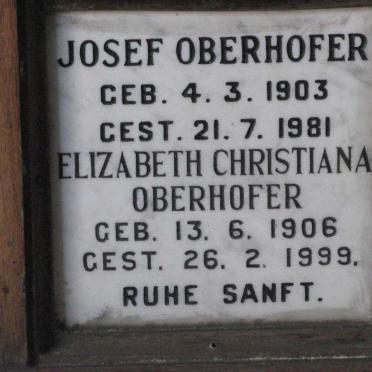 JOSEF OBERHOFER
GEB. 4. 3. 1903
GEST. 21. 7. 1981
ELIZABETH CHRISTIANA
OBERHOFER
GEB. 13. 6. 1906
GEST. 26. 2. 1999.
RUHE SANFT.